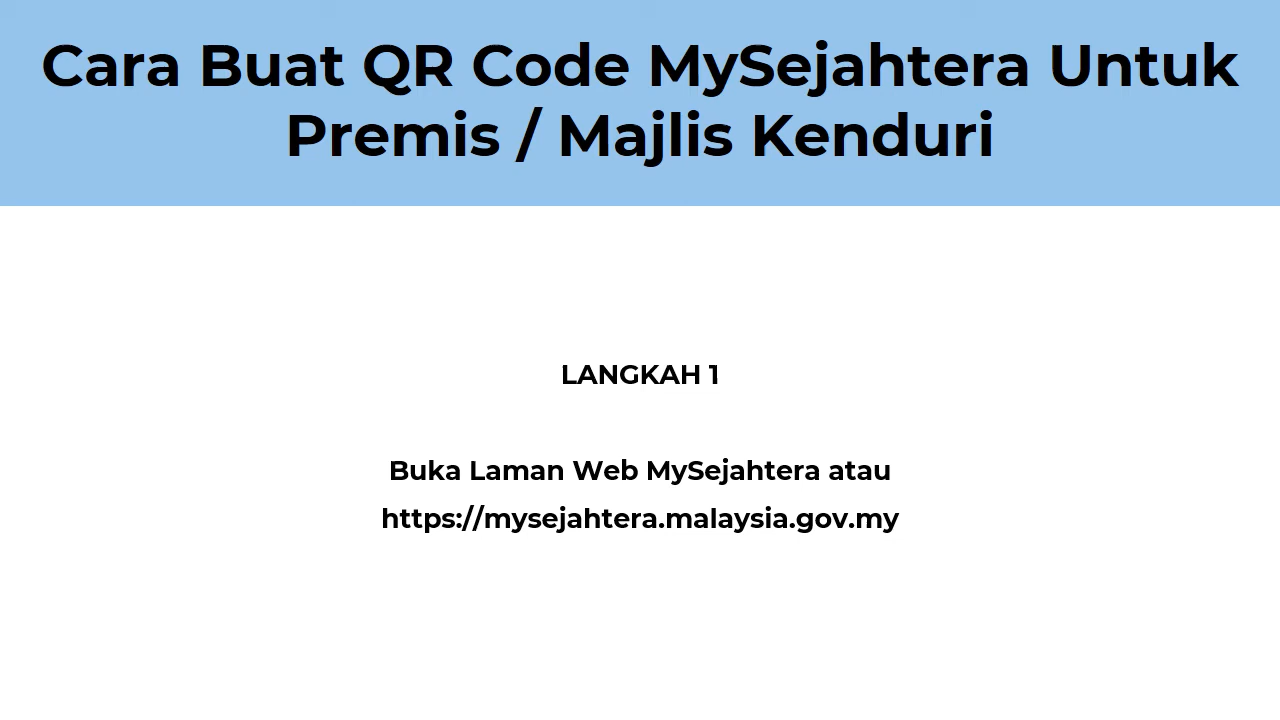 Cara Buat QR Code MySejahtera Untuk
Premis / Majlis Kenduri
LANGKAH 1
Buka Laman Web MySejahtera atau
https://mysejahtera.malaysia.gov.my